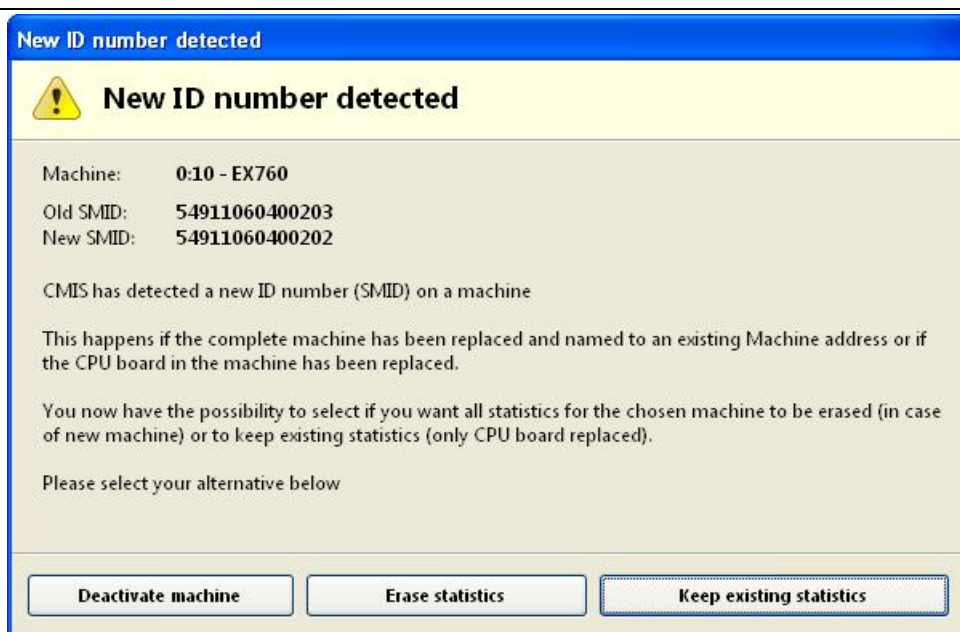 New ID number detected
New ID number detected
Machine: 0:10 - EX760
Old SMID: 54911060400203
New SMID: 54911060400202
CMIS has detected a new ID number (SMID) on a machine
This happens if the complete machine has been replaced and named to an existing Machine address or if
the CPU board in the machine has been replaced.
You now have the possibility to select if you want all statistics for the chosen machine to be erased (in case
of new machine) or to keep existing statistics (only CPU board replaced).
Please select your alternative below
Deactivate machine Erase statistics Keep existing statistics